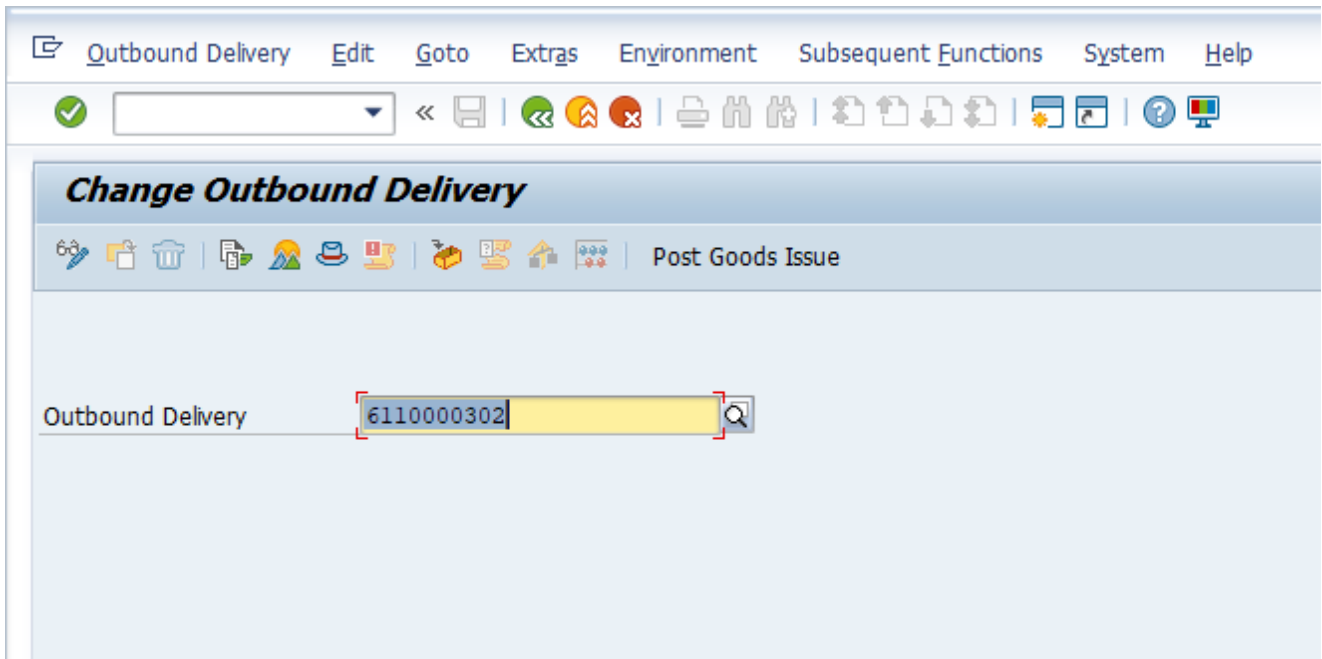 Outbound Delivery Edit Goto Extras Environment Subsequent Functions System Help
Change Outbound Delivery
Post Goods Issue
Outbound Delivery 6110000302